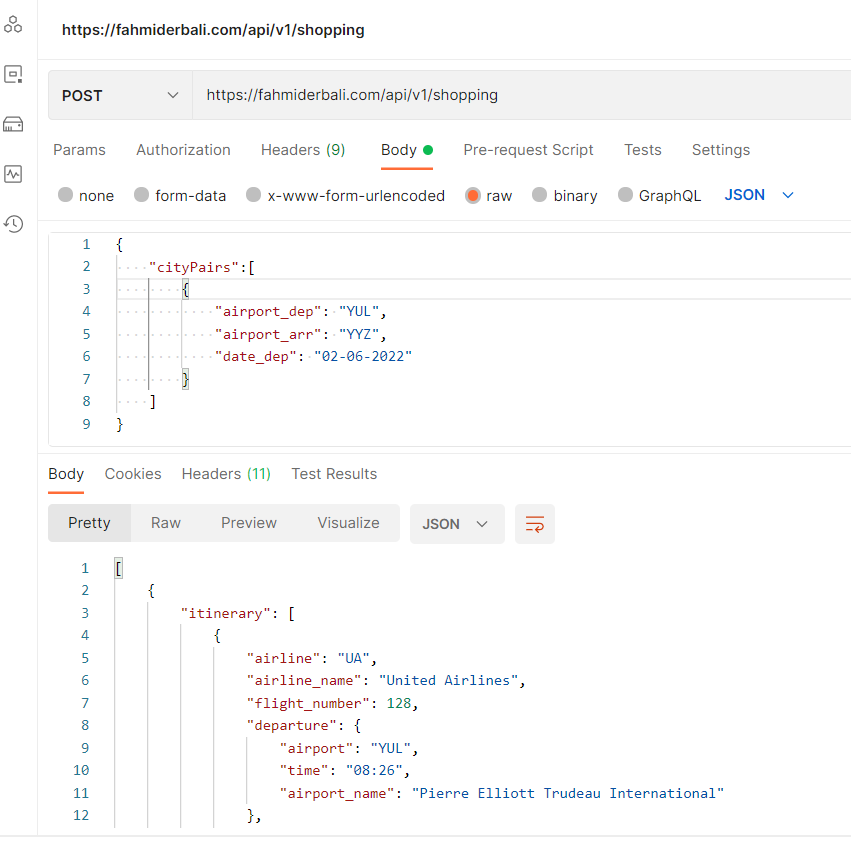 https://fahmiderbali.com/api/v1/shopping
POST https://fahmiderbali.com/api/v1/shopping
Params Authorization Headers (9) Body Pre-request Script Tests Settings
none form-data x-www-form-urlencoded raw binary GraphQL JSON
1 {
2 "cityPairs":[
3 {
4 "airport_dep": "YUL",
5 "airport_arr": "YYZ",
6 "date_dep": "02-06-2022"
7 }
8 ]
9 }
Body Cookies Headers (11) Test Results
Pretty Raw Preview Visualize JSON
1 [
2 {
3 "itinerary": [
4 {
5 "airline": "UA",
6 "airline_name": "United Airlines",
7 "flight_number": 128,
8 "departure": {
9 "airport": "YUL",
10 "time": "08:26",
11 "airport_name": "Pierre Elliott Trudeau International"
12 },